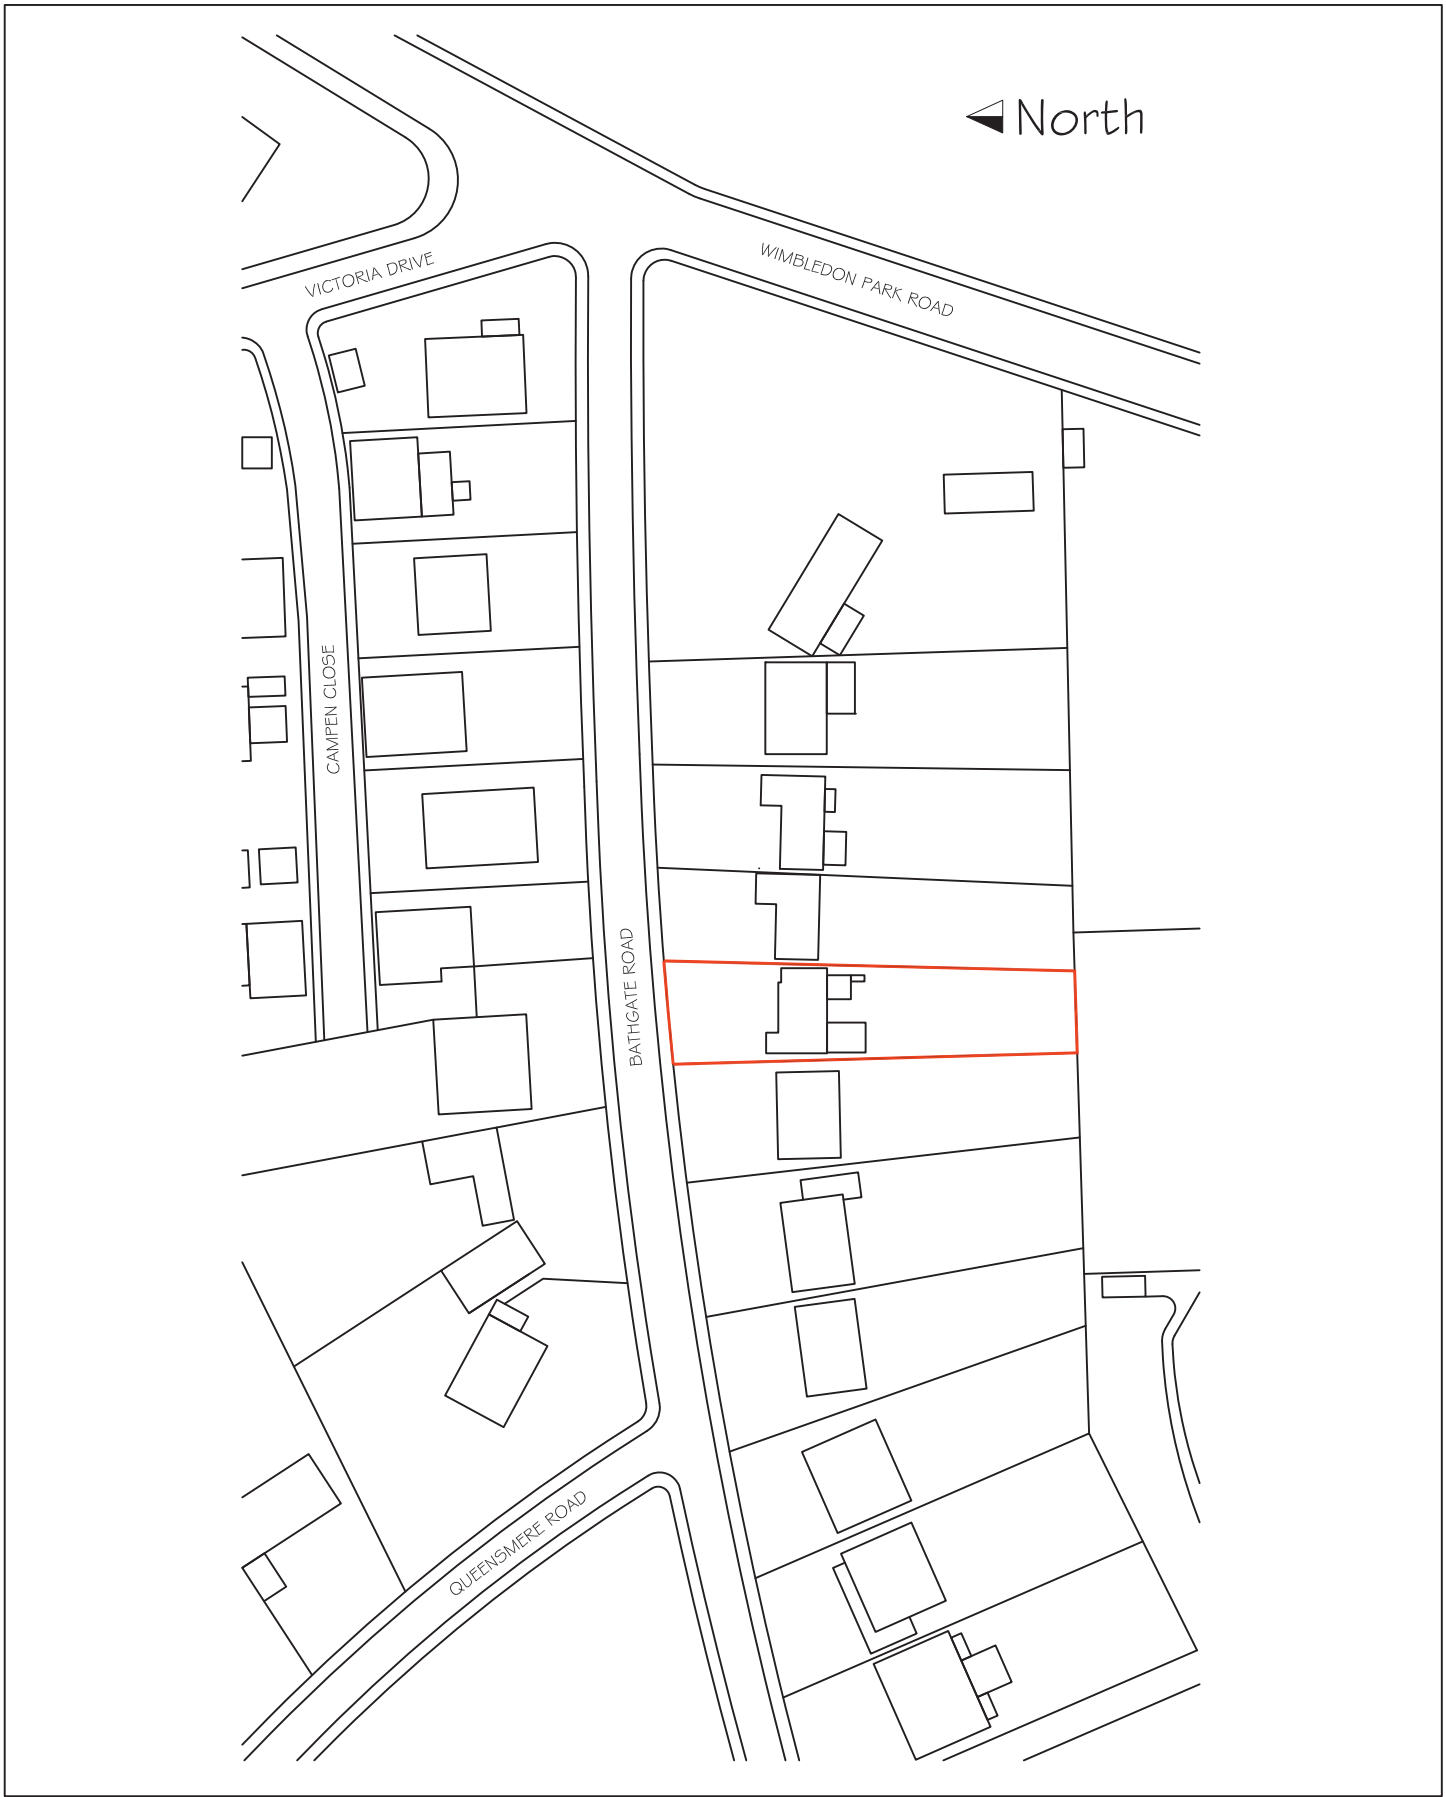 North
WIMBLEDON PARK ROAD
VICTORIA DRIVE
CAMPEN CLOSE
BATHGATE ROAD
QUEENSMERE ROAD